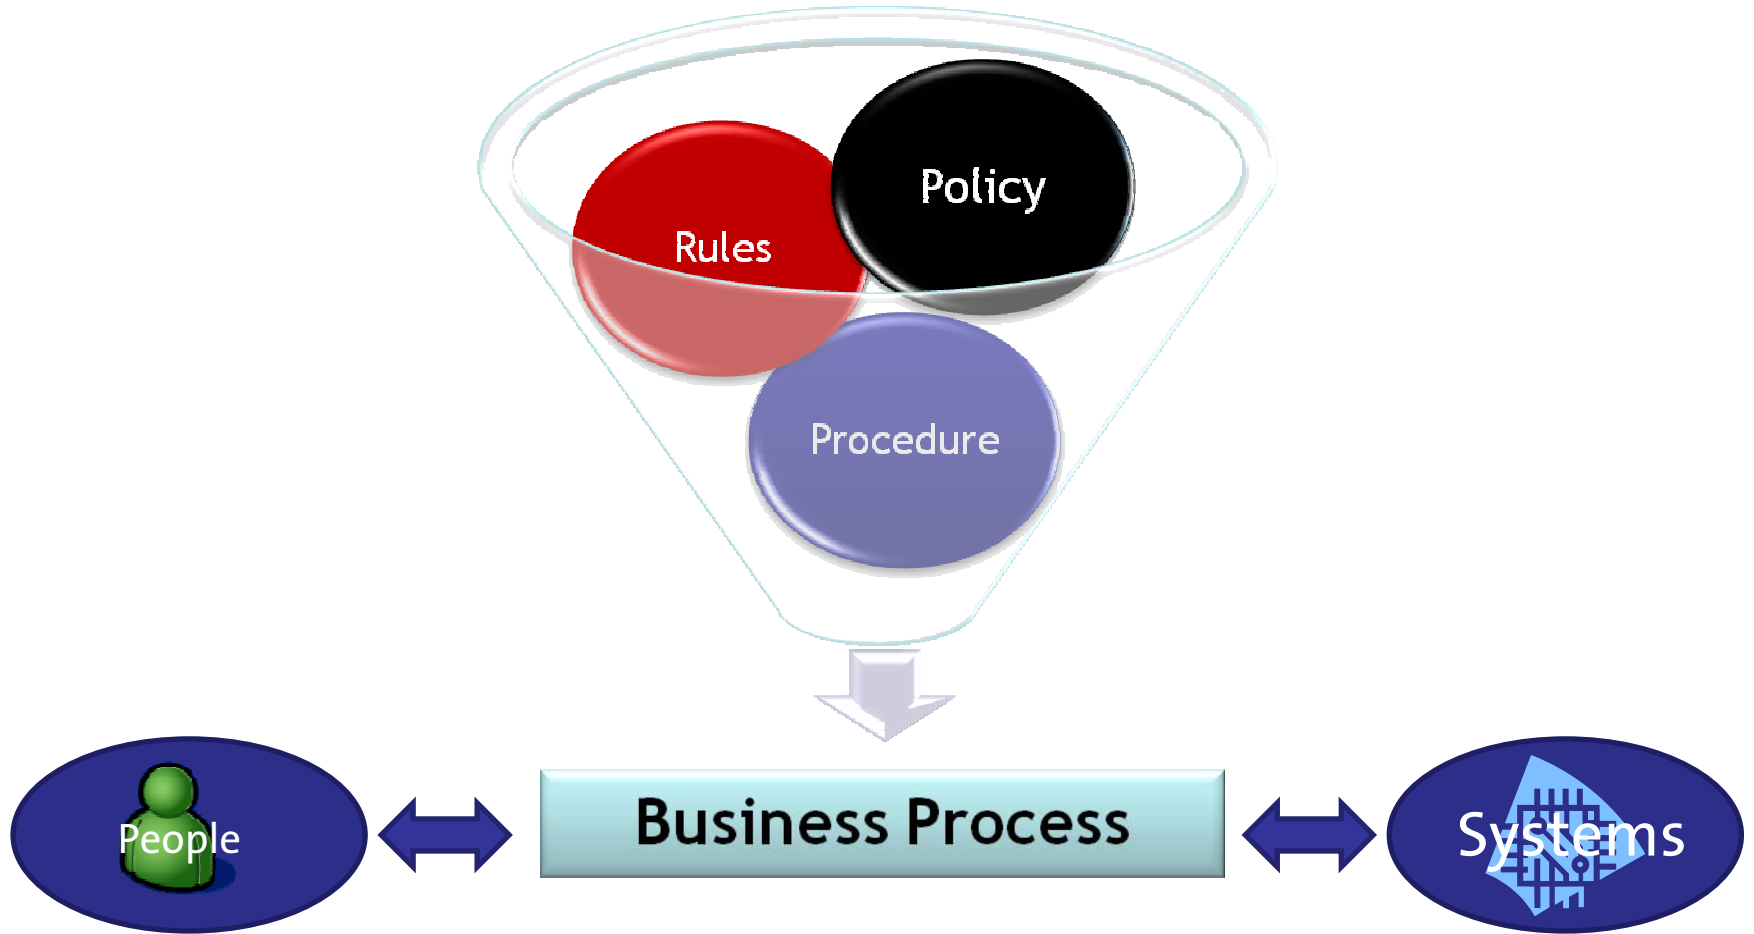 Policy
Rules
Procedure
People
Business Process
Systems